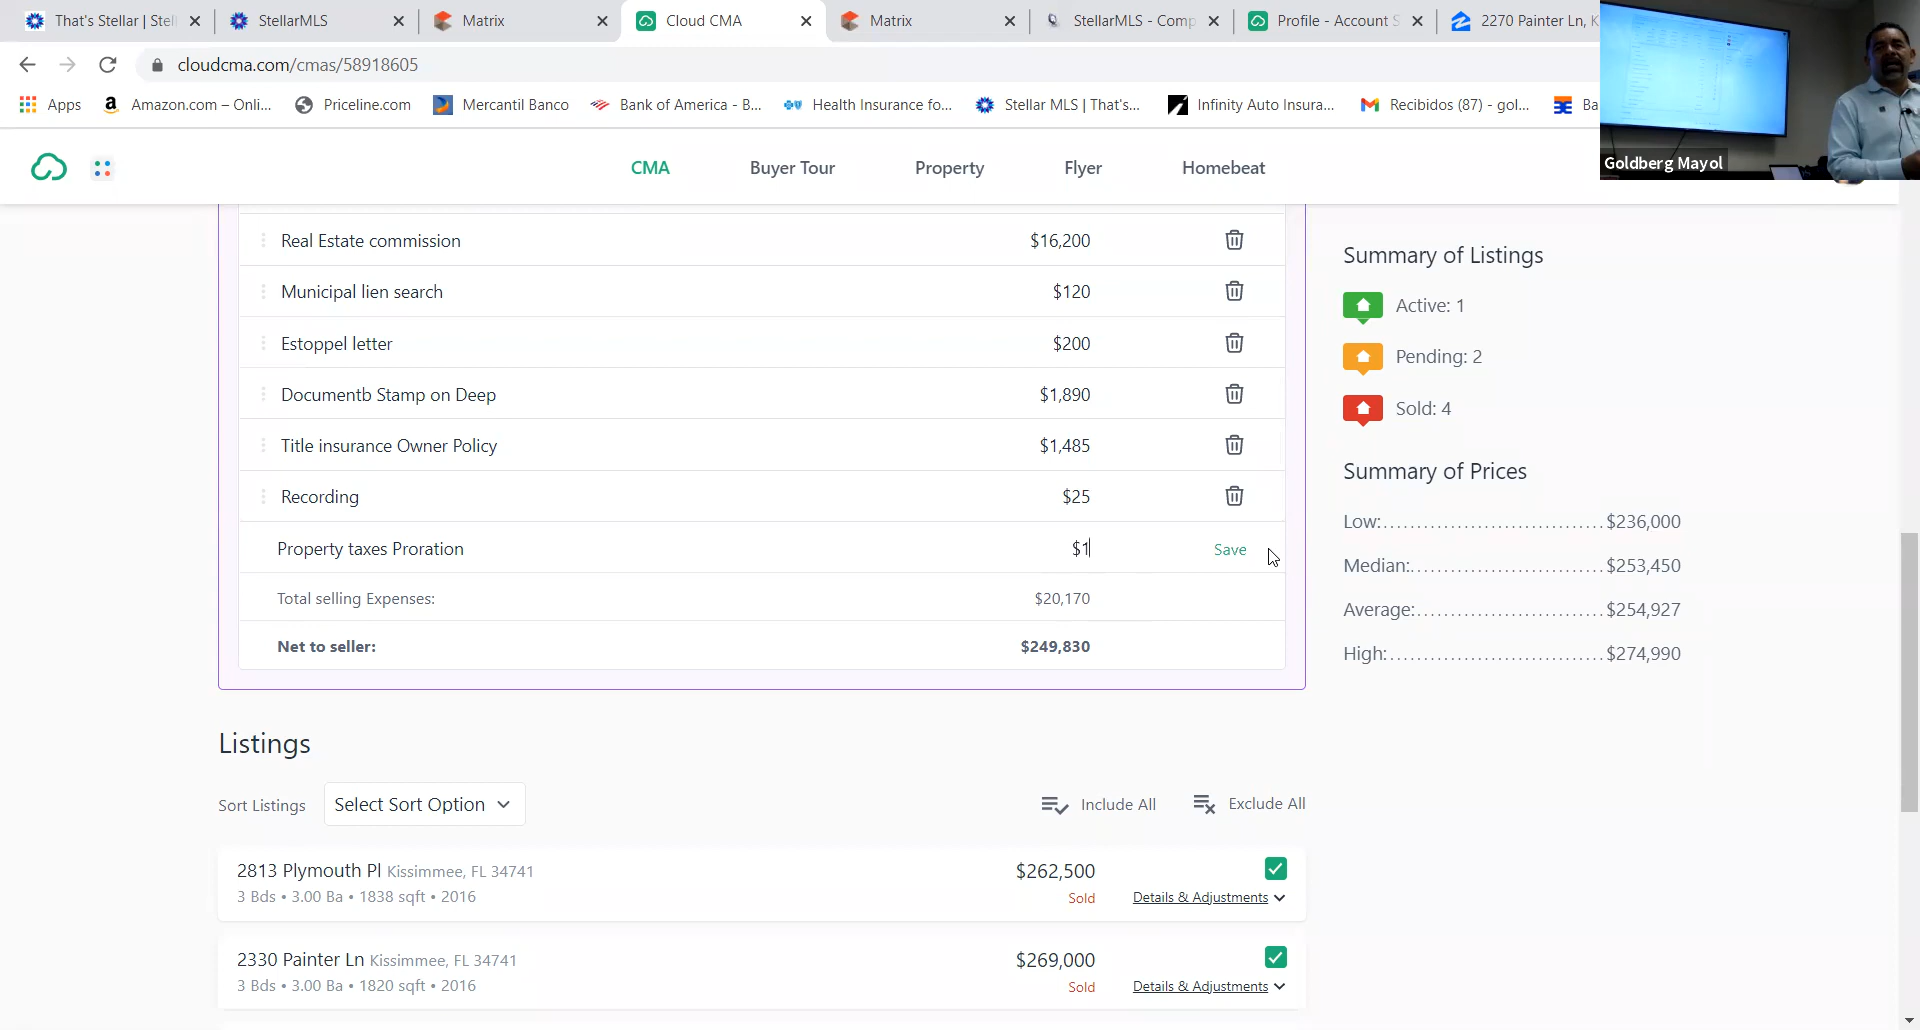 That's Stellar | Stell
StellarMLS
Matrix
Cloud CMA
Matrix
StellarMLS - Comp
Profile - Account S
2270 Painter Ln, K
cloudcma.com/cmas/58918605
Apps
Amazon.com – Onli...
Priceline.com
Mercantil Banco
Bank of America - B...
Health Insurance fo...
Stellar MLS | That's...
Infinity Auto Insura...
Recibidos (87) - gol...
Ba
Goldberg Mayol
CMA
Buyer Tour
Property
Flyer
Homebeat
Real Estate commission $16,200
Municipal lien search $120
Estoppel letter $200
Documentb Stamp on Deep $1,890
Title insurance Owner Policy $1,485
Recording $25
Property taxes Proration $1 Save
Total selling Expenses: $20,170
Net to seller: $249,830
Summary of Listings
Active: 1
Pending: 2
Sold: 4
Summary of Prices
Low:................................$236,000
Median:............................$253,450
Average:...........................$254,927
High:...............................$274,990
Listings
Sort Listings Select Sort Option Include All Exclude All
2813 Plymouth Pl Kissimmee, FL 34741 $262,500
3 Bds • 3.00 Ba • 1838 sqft • 2016 Sold Details & Adjustments
2330 Painter Ln Kissimmee, FL 34741 $269,000
3 Bds • 3.00 Ba • 1820 sqft • 2016 Sold Details & Adjustments